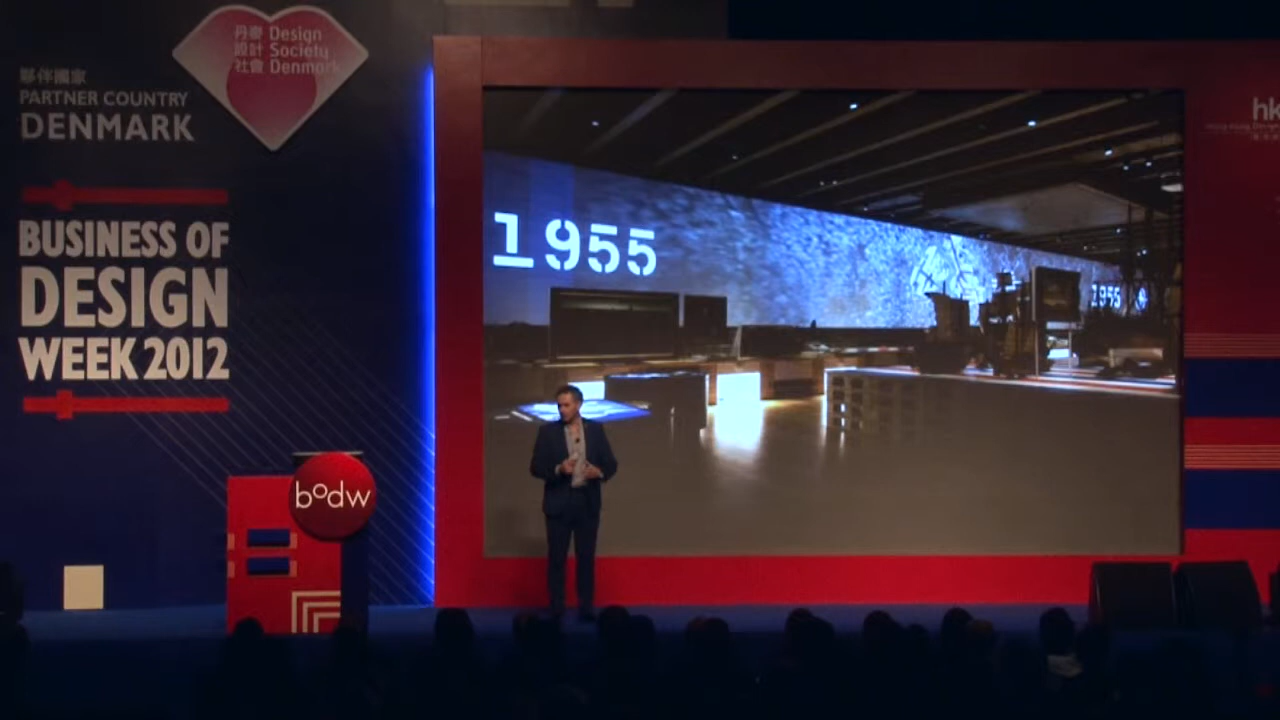 丹麥 Design
設計 Society
社會 Denmark
夥伴國家
PARTNER COUNTRY
DENMARK
BUSINESS OF
DESIGN
WEEK 2012
bodw
1955
1955
hk